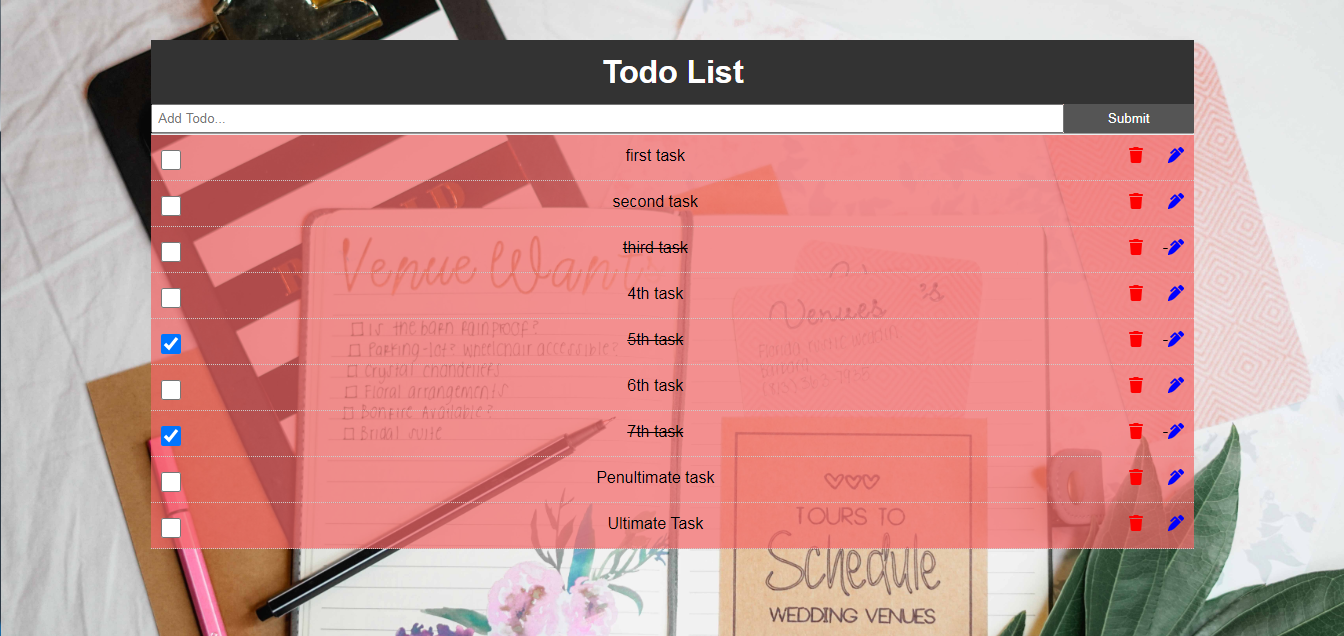 Todo List
Add Todo...
Submit
first task
second task
third task
4th task
5th task
6th task
7th task
Penultimate task
Ultimate Task
Venue Want
Is the barn rainproof?
Parking-lot? wheelchair accessible?
Crystal chandeliers
Floral arrangements
Bonfire Available?
Bridal suite
Venues
TOURS TO
Schedule
WEDDING VENUES